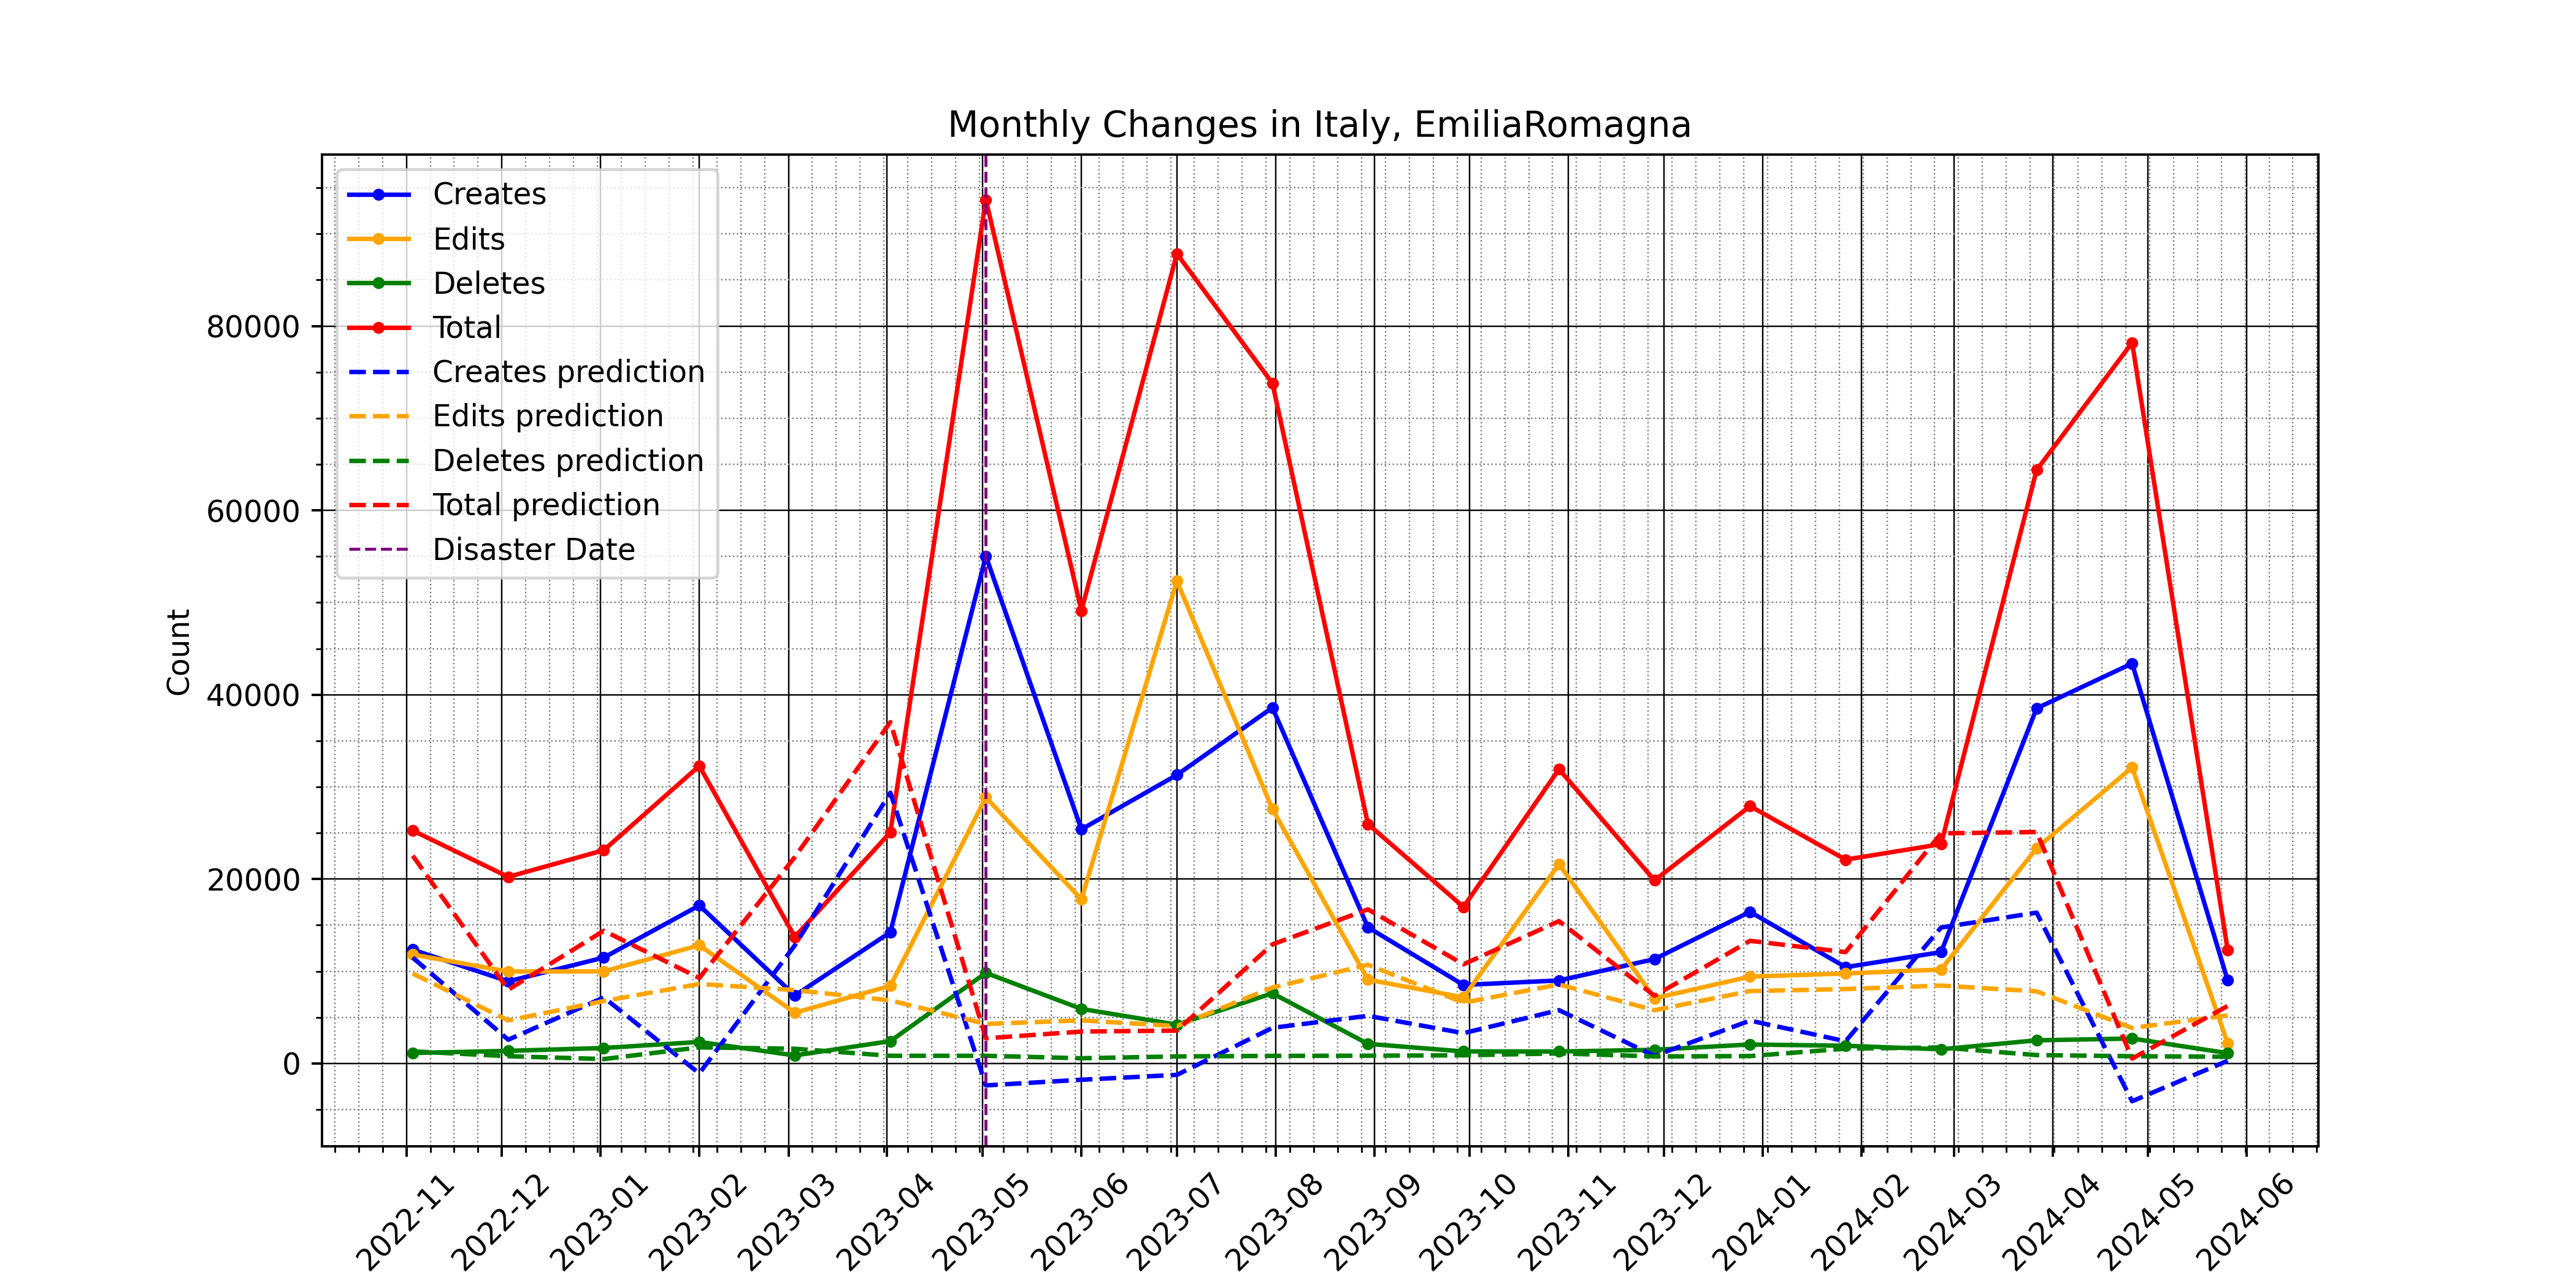 Monthly Changes in Italy, EmiliaRomagna
Creates
Edits
Deletes
Total
Creates prediction
Edits prediction
Deletes prediction
Total prediction
Disaster Date
Count
80000
60000
40000
20000
0
2022-11
2022-12
2023-01
2023-02
2023-03
2023-04
2023-05
2023-06
2023-07
2023-08
2023-09
2023-10
2023-11
2023-12
2024-01
2024-02
2024-03
2024-04
2024-05
2024-06